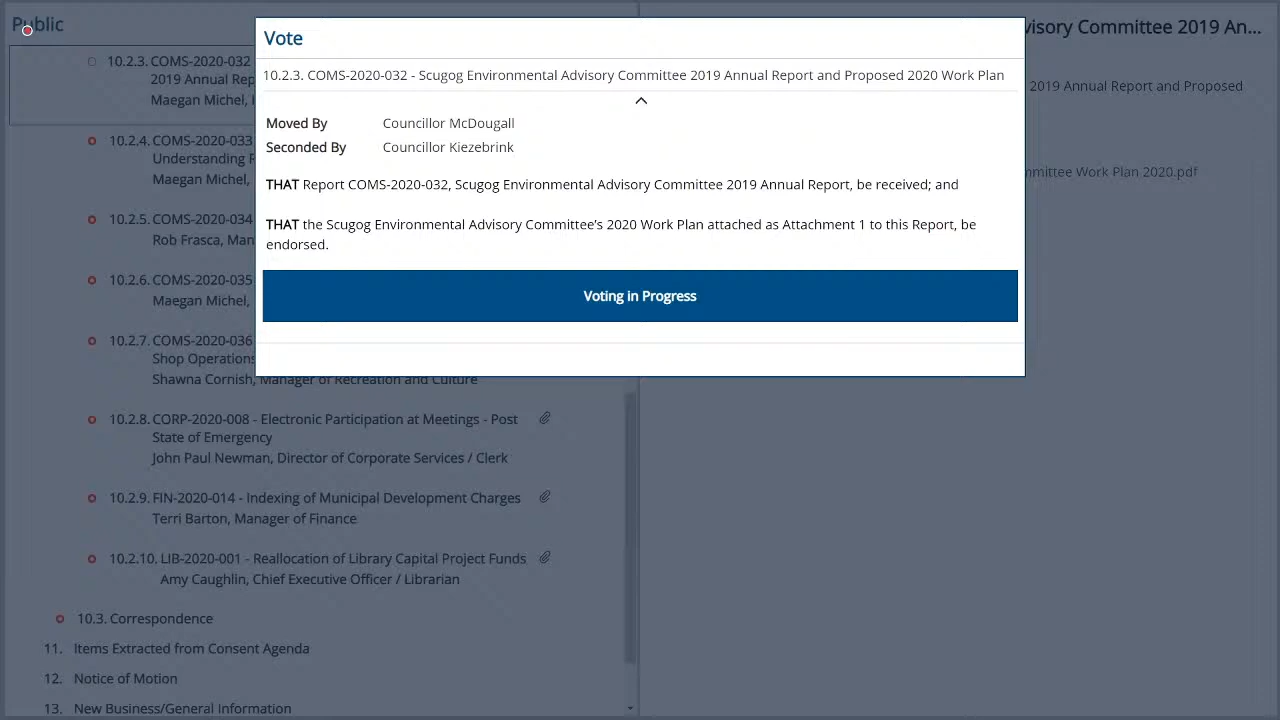 Public
10.2.3. COMS-2020-032
2019 Annual Rep
Maegan Michel,
10.2.4. COMS-2020-033
Understanding
Maegan Michel,
10.2.5. COMS-2020-034
Rob Frasca, Man
10.2.6. COMS-2020-035
Maegan Michel,
10.2.7. COMS-2020-036
Shop Operations
Shawna Cornish, Manager of Recreation and Culture
10.2.8. CORP-2020-008 - Electronic Participation at Meetings - Post
State of Emergency
John Paul Newman, Director of Corporate Services / Clerk
10.2.9. FIN-2020-014 - Indexing of Municipal Development Charges
Terri Barton, Manager of Finance
10.2.10. LIB-2020-001 - Reallocation of Library Capital Project Funds
Amy Caughlin, Chief Executive Officer / Librarian
10.3. Correspondence
11. Items Extracted from Consent Agenda
12. Notice of Motion
13. New Business/General Information
Vote
10.2.3. COMS-2020-032 - Scugog Environmental Advisory Committee 2019 Annual Report and Proposed 2020 Work Plan
Moved By Councillor McDougall
Seconded By Councillor Kiezebrink
THAT Report COMS-2020-032, Scugog Environmental Advisory Committee 2019 Annual Report, be received; and
THAT the Scugog Environmental Advisory Committee's 2020 Work Plan attached as Attachment 1 to this Report, be
endorsed.
Voting in Progress
visory Committee 2019 An...
2019 Annual Report and Proposed
mmittee Work Plan 2020.pdf